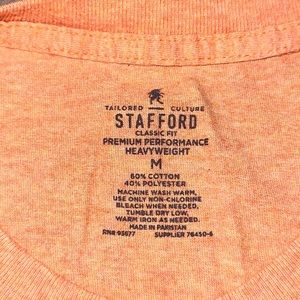 TAILORED CULTURE
STAFFORD
CLASSIC FIT
PREMIUM PERFORMANCE
HEAVYWEIGHT
M
60% COTTON
40% POLYESTER
MACHINE WASH WARM,
USE ONLY NON-CHLORINE
BLEACH WHEN NEEDED,
TUMBLE DRY LOW,
WARM IRON AS NEEDED.
MADE IN PAKISTAN
RN# 93677 SUPPLIER 76450-6